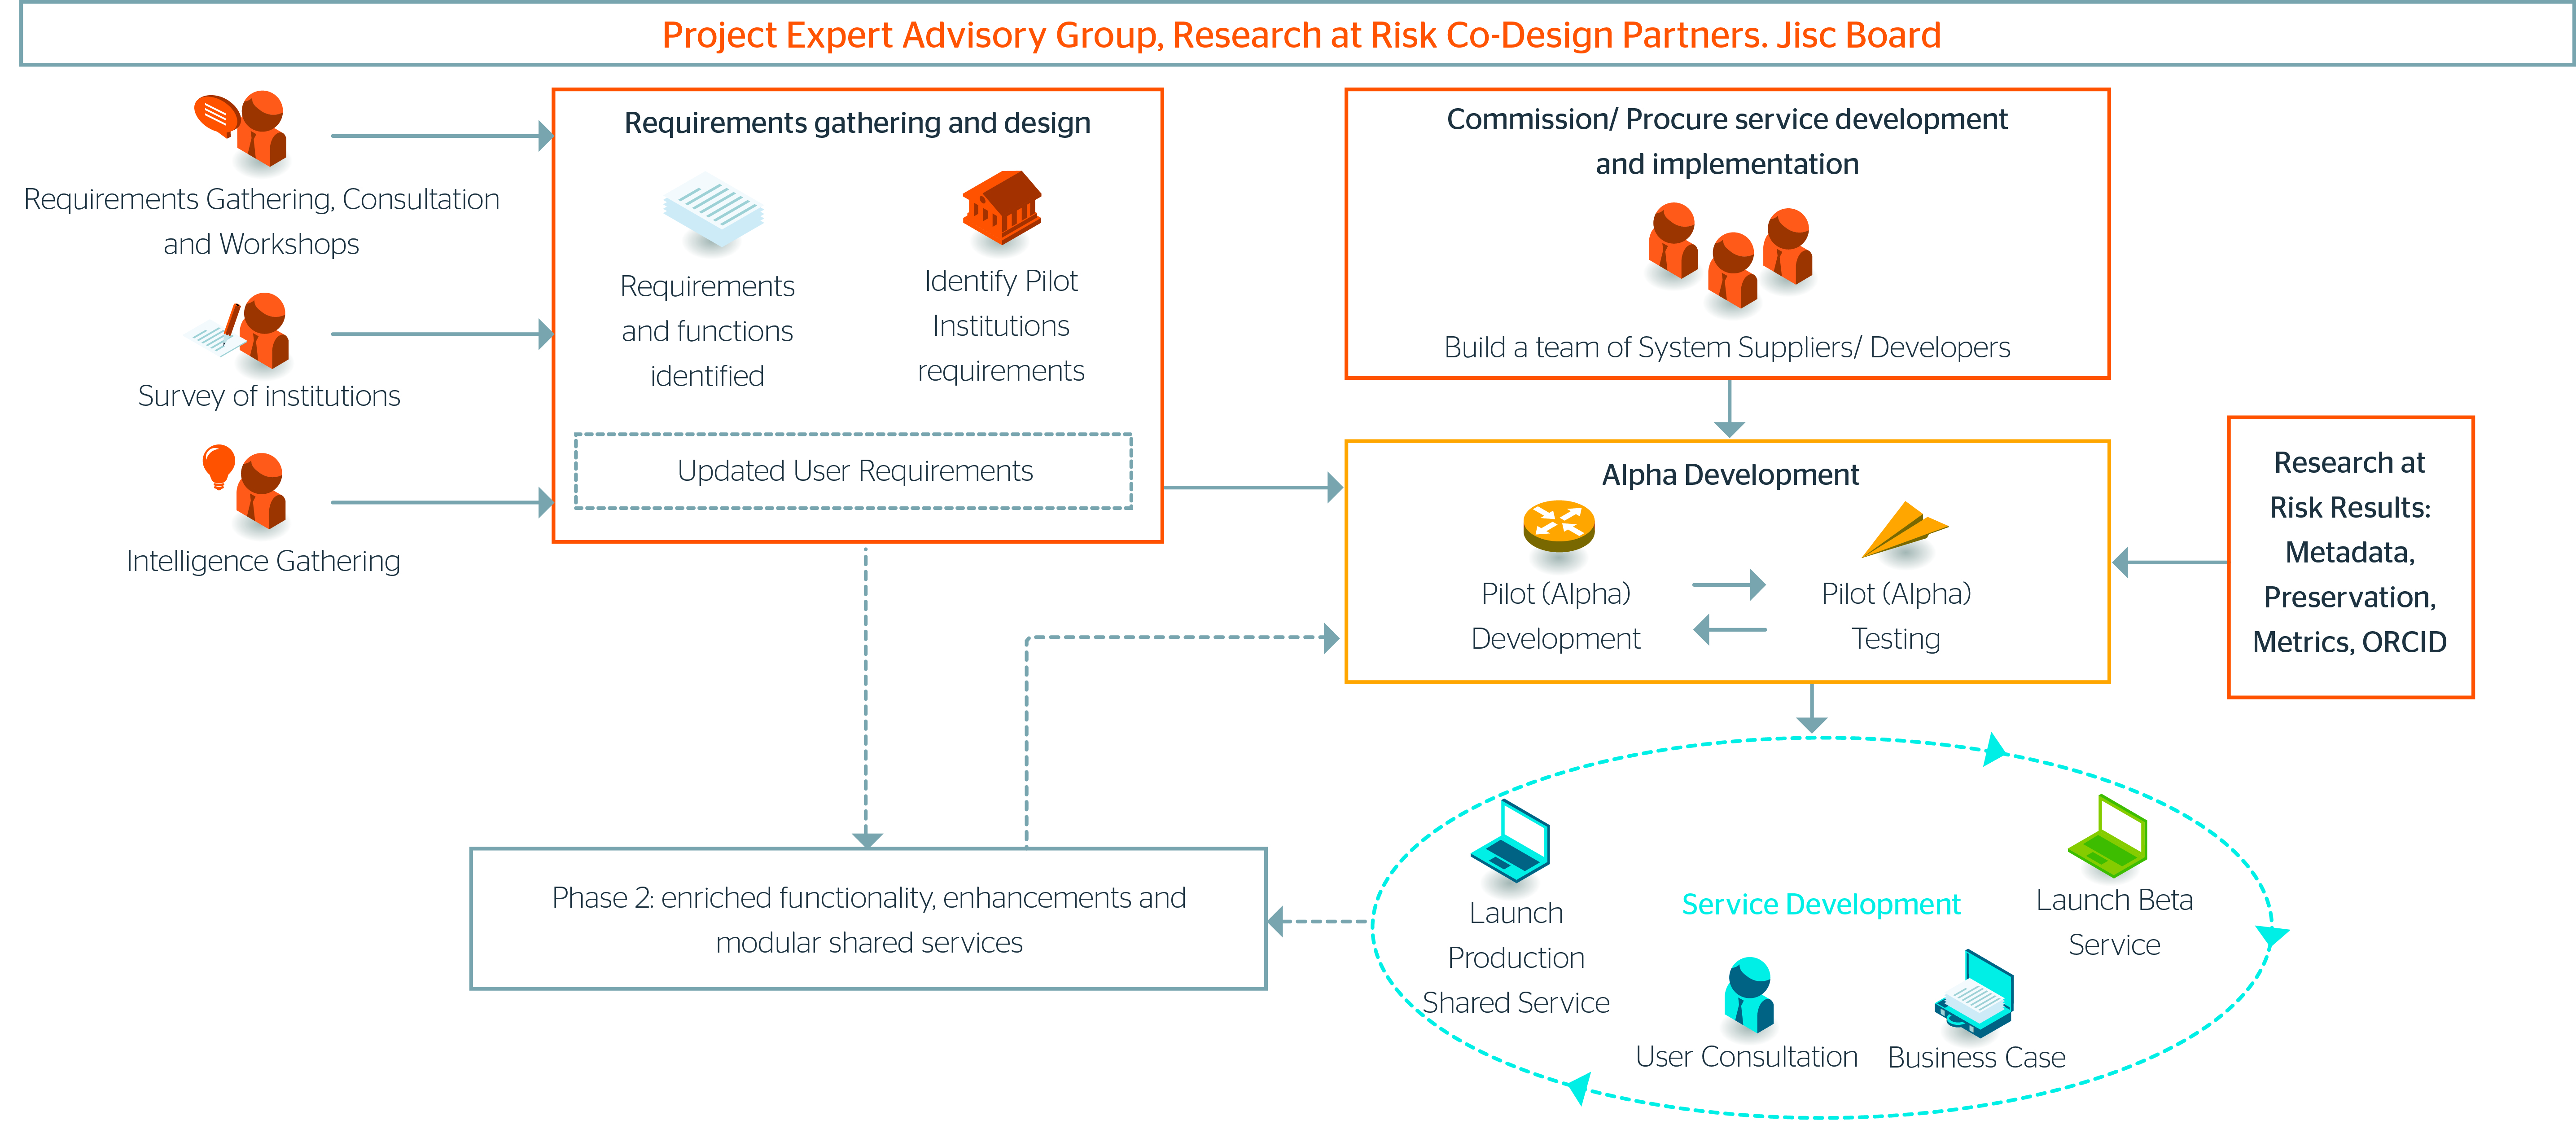 Project Expert Advisory Group, Research at Risk Co-Design Partners. Jisc Board
Requirements Gathering, Consultation
and Workshops
Survey of institutions
Intelligence Gathering
Requirements gathering and design
Requirements
and functions
identified
Identify Pilot
Institutions
requirements
Updated User Requirements
Commission/ Procure service development
and implementation
Build a team of System Suppliers/ Developers
Alpha Development
Pilot (Alpha)
Development
Pilot (Alpha)
Testing
Research at
Risk Results:
Metadata,
Preservation,
Metrics, ORCID
Phase 2: enriched functionality, enhancements and
modular shared services
Launch
Production
Shared Service
Service Development
Launch Beta
Service
User Consultation
Business Case